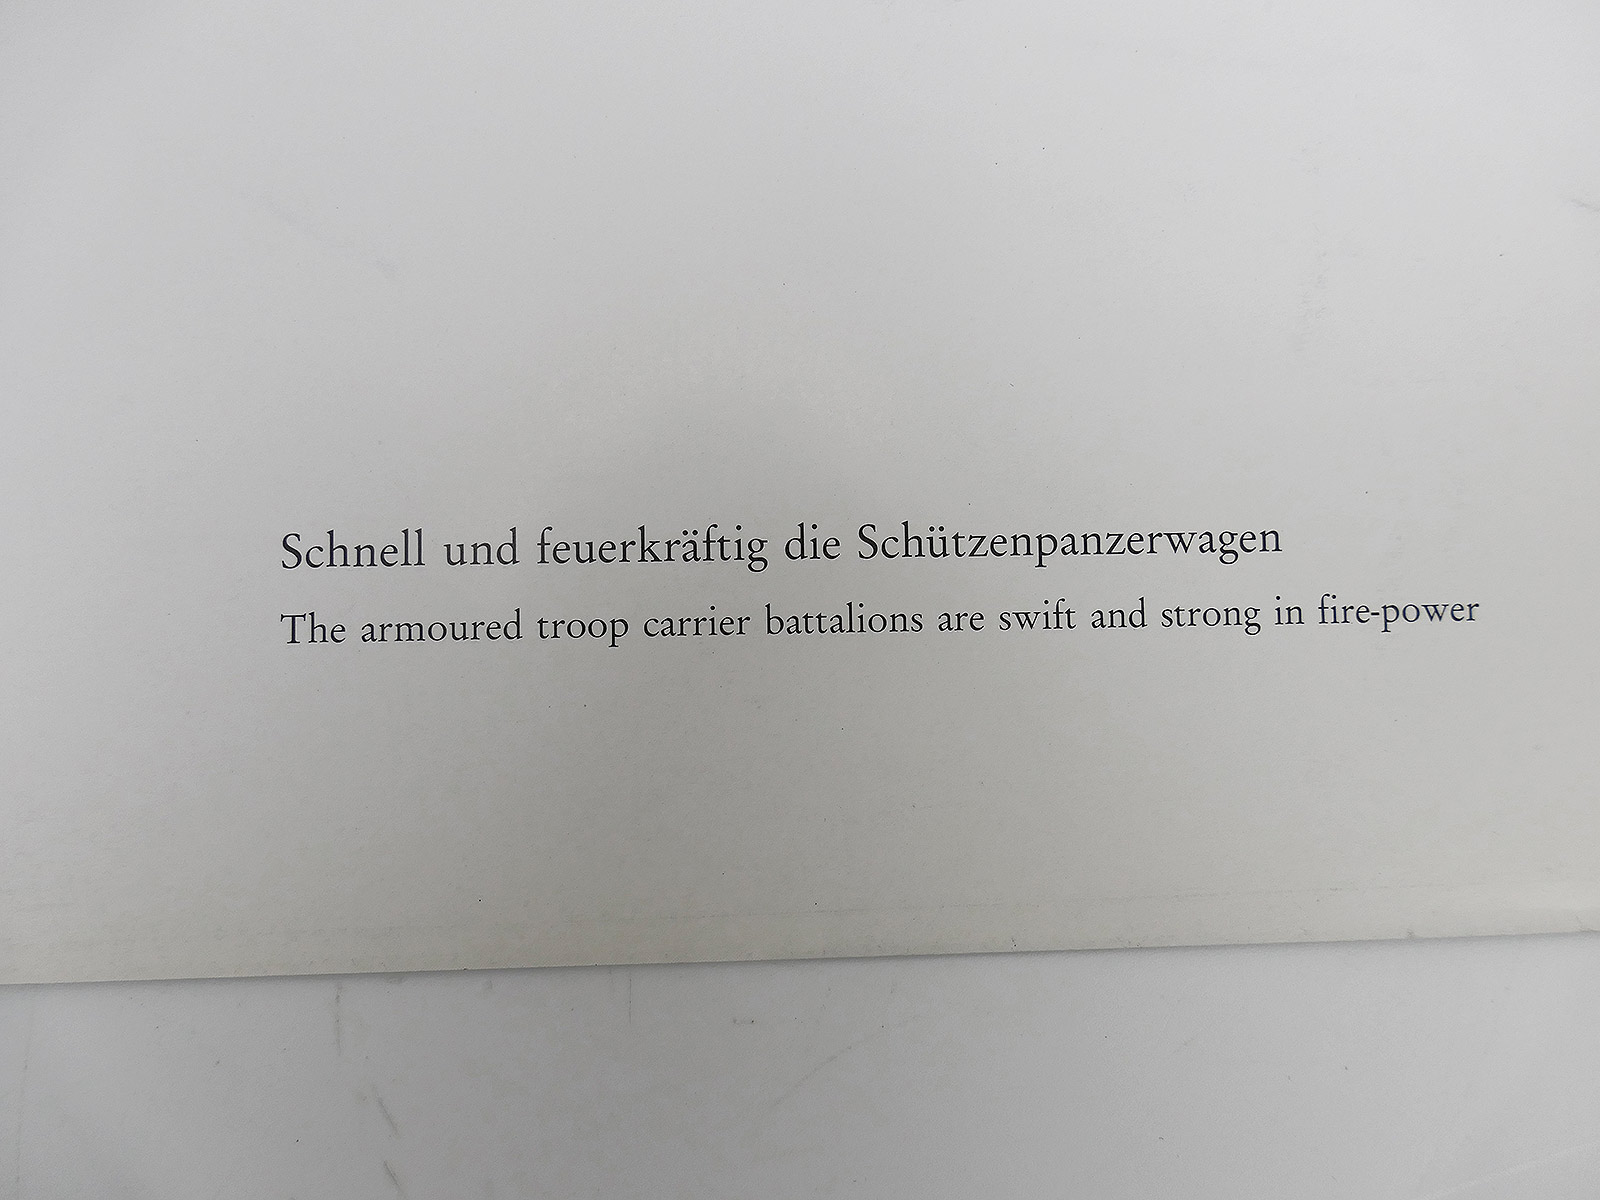 Schnell und feuerkräftig die Schützenpanzerwagen
The armoured troop carrier battalions are swift and strong in fire-power